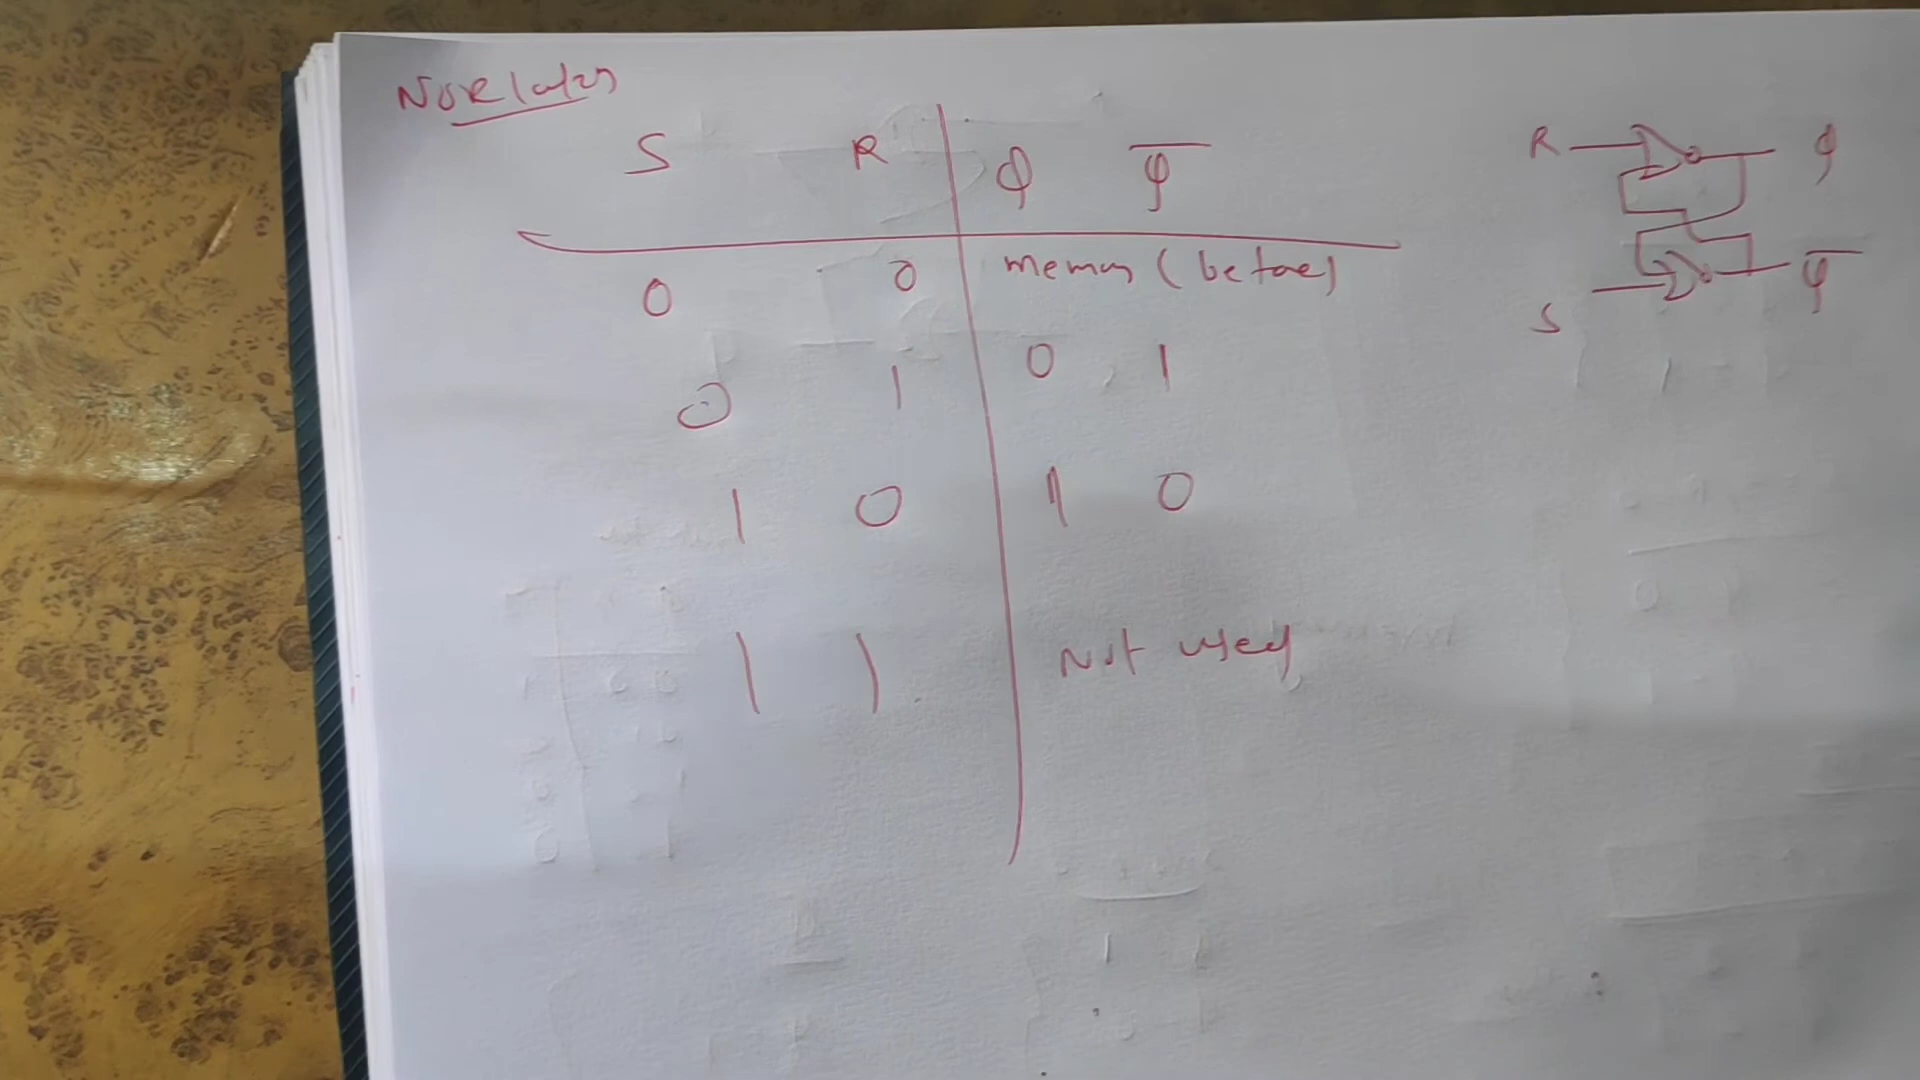 NOR latch
S R Q Q̅
0 0 memory (before)
0 1 0 1
1 0 1 0
1 1 Not used
R Q
S Q̅